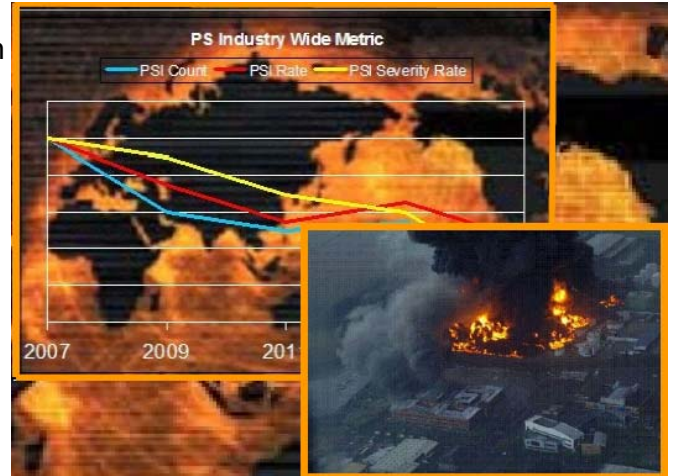 PS Industry Wide Metric
PSI Count PSI Rate PSI Severity Rate
2007 2009